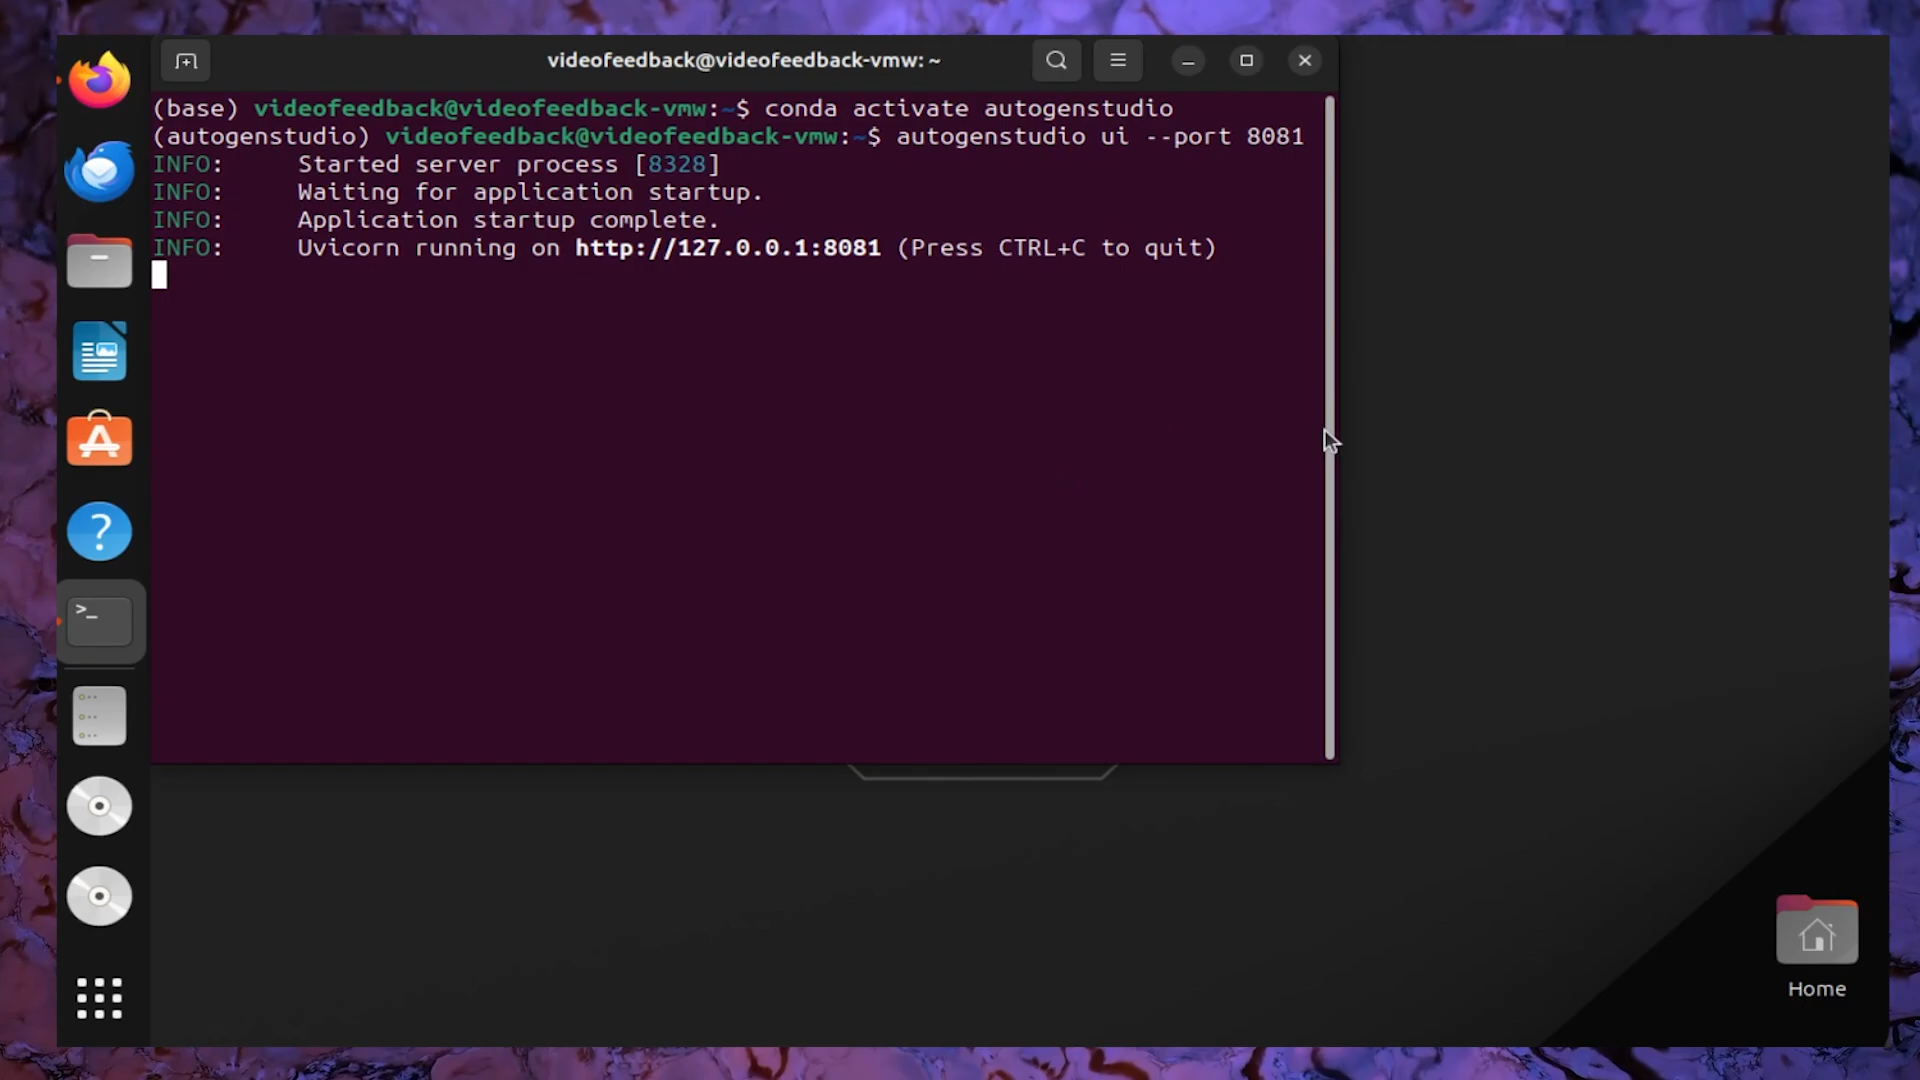 videofeedback@videofeedback-vmw: ~
(base) videofeedback@videofeedback-vmw:~$ conda activate autogenstudio
(autogenstudio) videofeedback@videofeedback-vmw:~$ autogenstudio ui --port 8081
INFO:     Started server process [8328]
INFO:     Waiting for application startup.
INFO:     Application startup complete.
INFO:     Uvicorn running on http://127.0.0.1:8081 (Press CTRL+C to quit)
Home